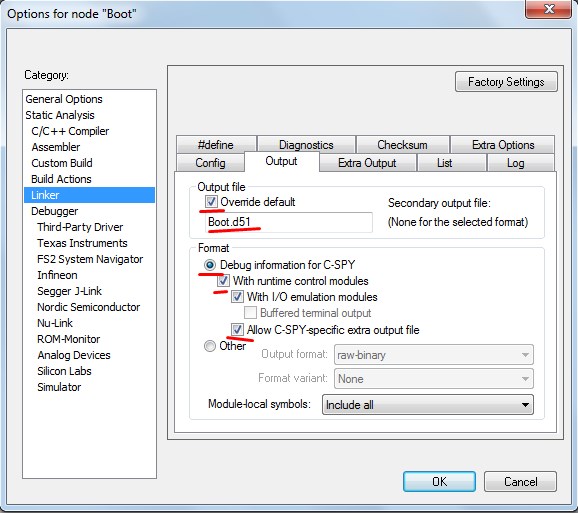 Options for node "Boot"
Category:
Factory Settings
General Options
Static Analysis
C/C++ Compiler
Assembler
Custom Build
Build Actions
Linker
Debugger
Third-Party Driver
Texas Instruments
FS2 System Navigator
Infineon
Segger J-Link
Nordic Semiconductor
Nu-Link
ROM-Monitor
Analog Devices
Silicon Labs
Simulator
#define Diagnostics Checksum Extra Options
Config Output Extra Output List Log
Output file
Override default Secondary output file:
Boot.d51 (None for the selected format)
Format
Debug information for C-SPY
With runtime control modules
With I/O emulation modules
Buffered terminal output
Allow C-SPY-specific extra output file
Other
Output format: raw-binary
Format variant: None
Module-local symbols: Include all
OK Cancel